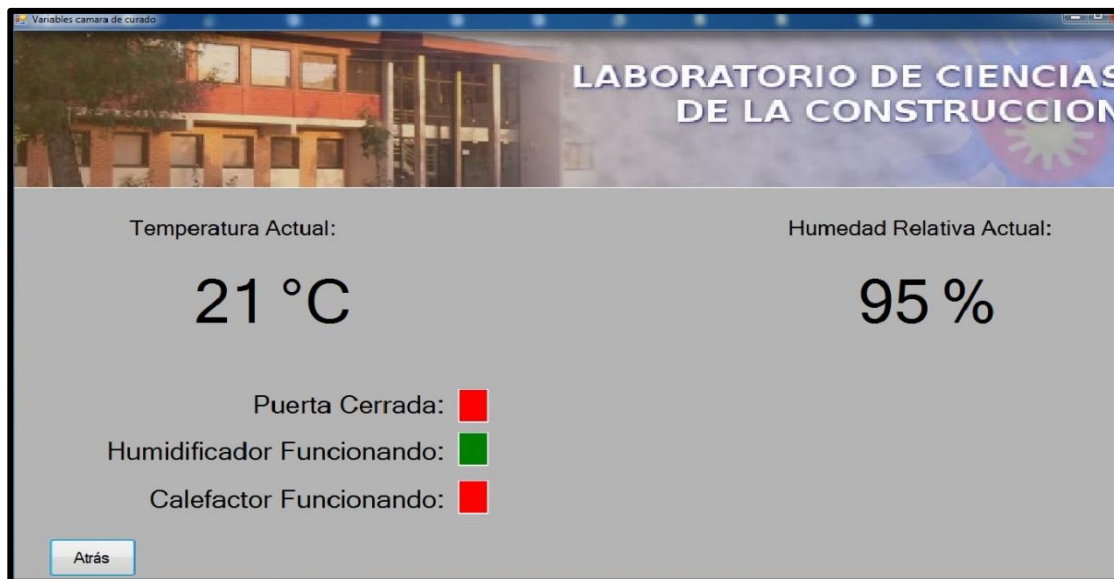 Variables camara de curado
LABORATORIO DE CIENCIAS
DE LA CONSTRUCCION
Temperatura Actual:
Humedad Relativa Actual:
21 °C
95 %
Puerta Cerrada:
Humidificador Funcionando:
Calefactor Funcionando:
Atrás